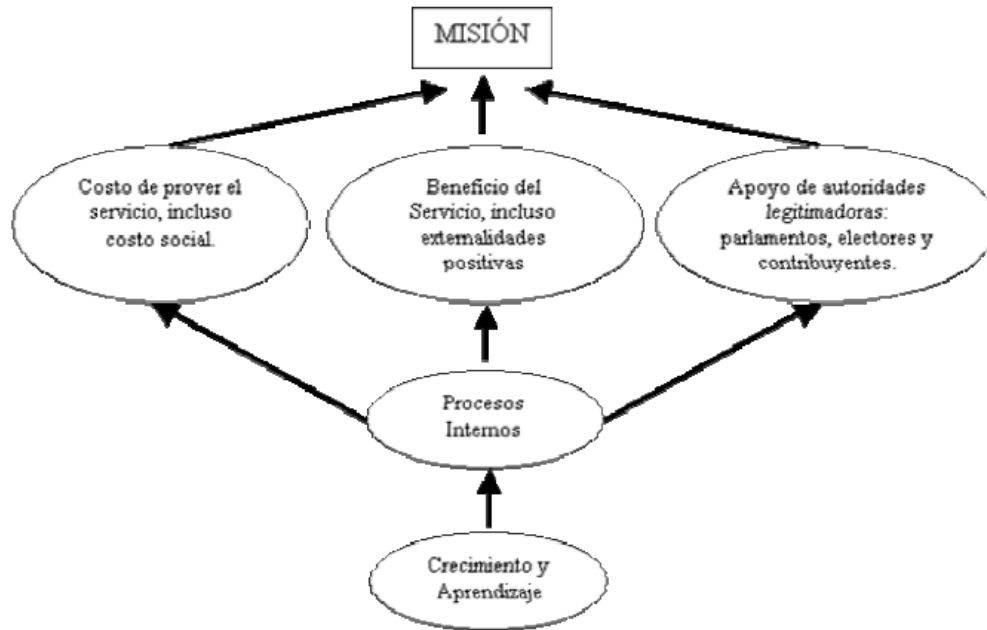 MISIÓN
Costo de prover el
servicio, incluso
costo social.
Beneficio del
Servicio, incluso
externalidades
positivas
Apoyo de autoridades
legitimadoras:
parlamentos, electores y
contribuyentes.
Procesos
Internos
Crecimiento y
Aprendizaje